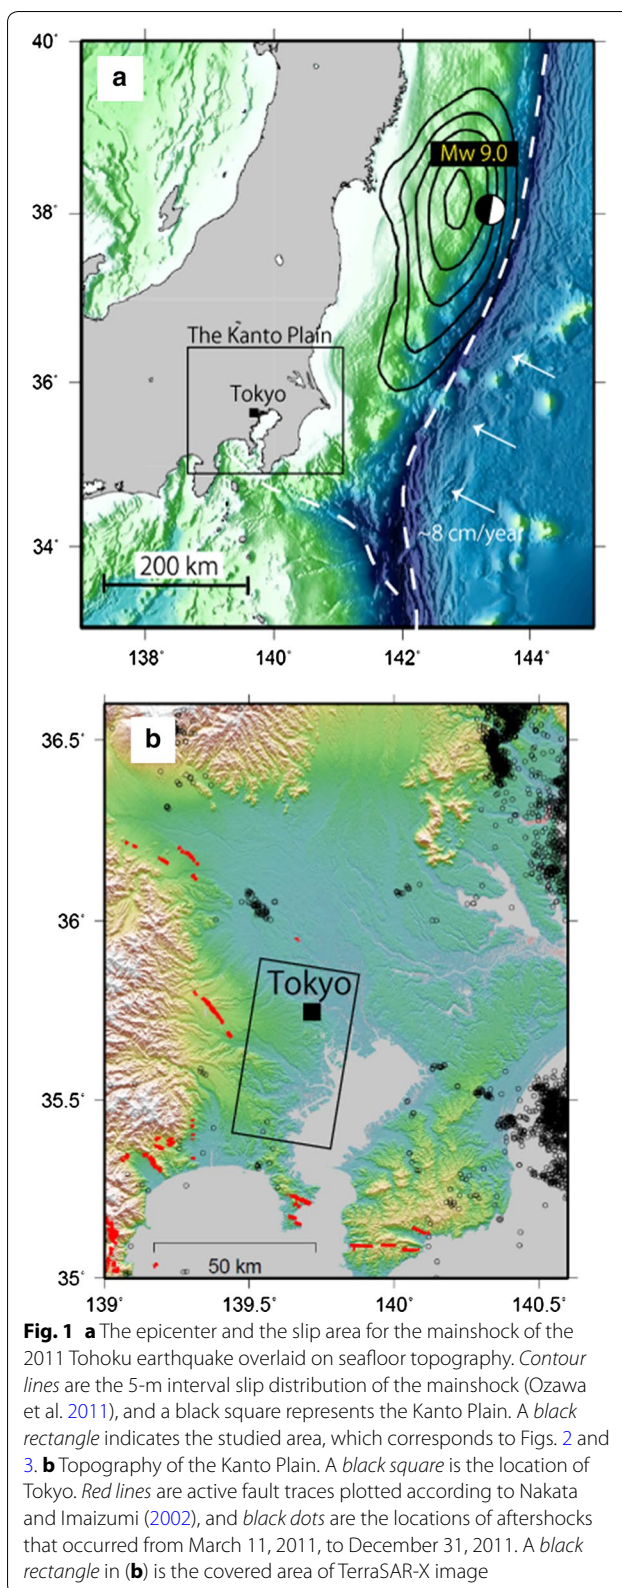 40˚
a
Mw 9.0
38˚
The Kanto Plain
36˚
Tokyo
~8 cm/year
34˚
200 km
138˚ 140˚ 142˚ 144˚
b
36.5˚
36˚
Tokyo
35.5˚
50 km
35˚
139˚ 139.5˚ 140˚ 140.5˚
Fig. 1 a The epicenter and the slip area for the mainshock of the
2011 Tohoku earthquake overlaid on seafloor topography. Contour
lines are the 5-m interval slip distribution of the mainshock (Ozawa
et al. 2011), and a black square represents the Kanto Plain. A black
rectangle indicates the studied area, which corresponds to Figs. 2 and
3. b Topography of the Kanto Plain. A black square is the location of
Tokyo. Red lines are active fault traces plotted according to Nakata
and Imaizumi (2002), and black dots are the locations of aftershocks
that occurred from March 11, 2011, to December 31, 2011. A black
rectangle in (b) is the covered area of TerraSAR-X image